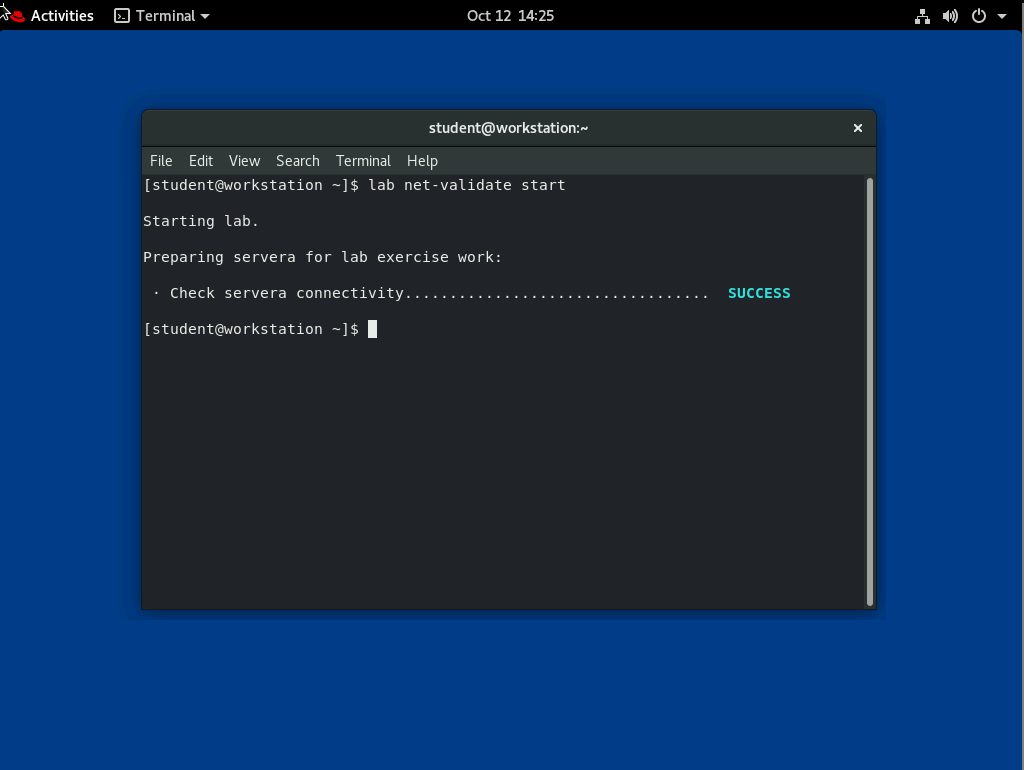 Activities Terminal Oct 12 14:25
student@workstation:~
File Edit View Search Terminal Help
[student@workstation ~]$ lab net-validate start
Starting lab.
Preparing servera for lab exercise work:
· Check servera connectivity.................................. SUCCESS
[student@workstation ~]$